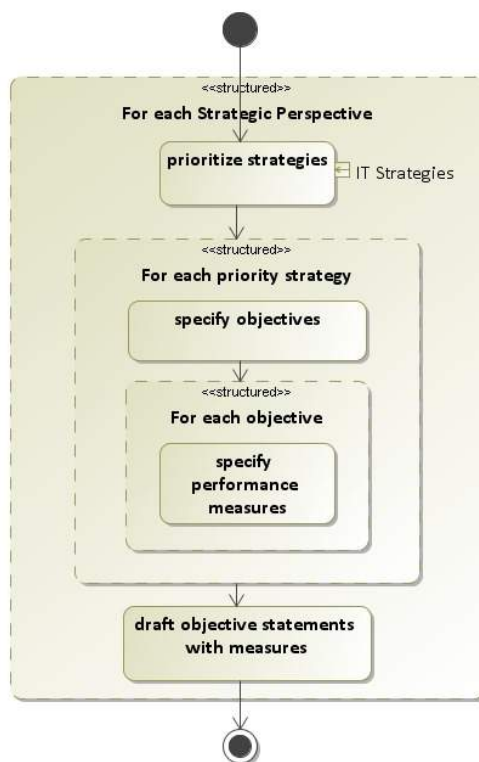 <<structured>>
For each Strategic Perspective
prioritize strategies
IT Strategies
<<structured>>
For each priority strategy
specify objectives
<<structured>>
For each objective
specify
performance
measures
draft objective statements
with measures